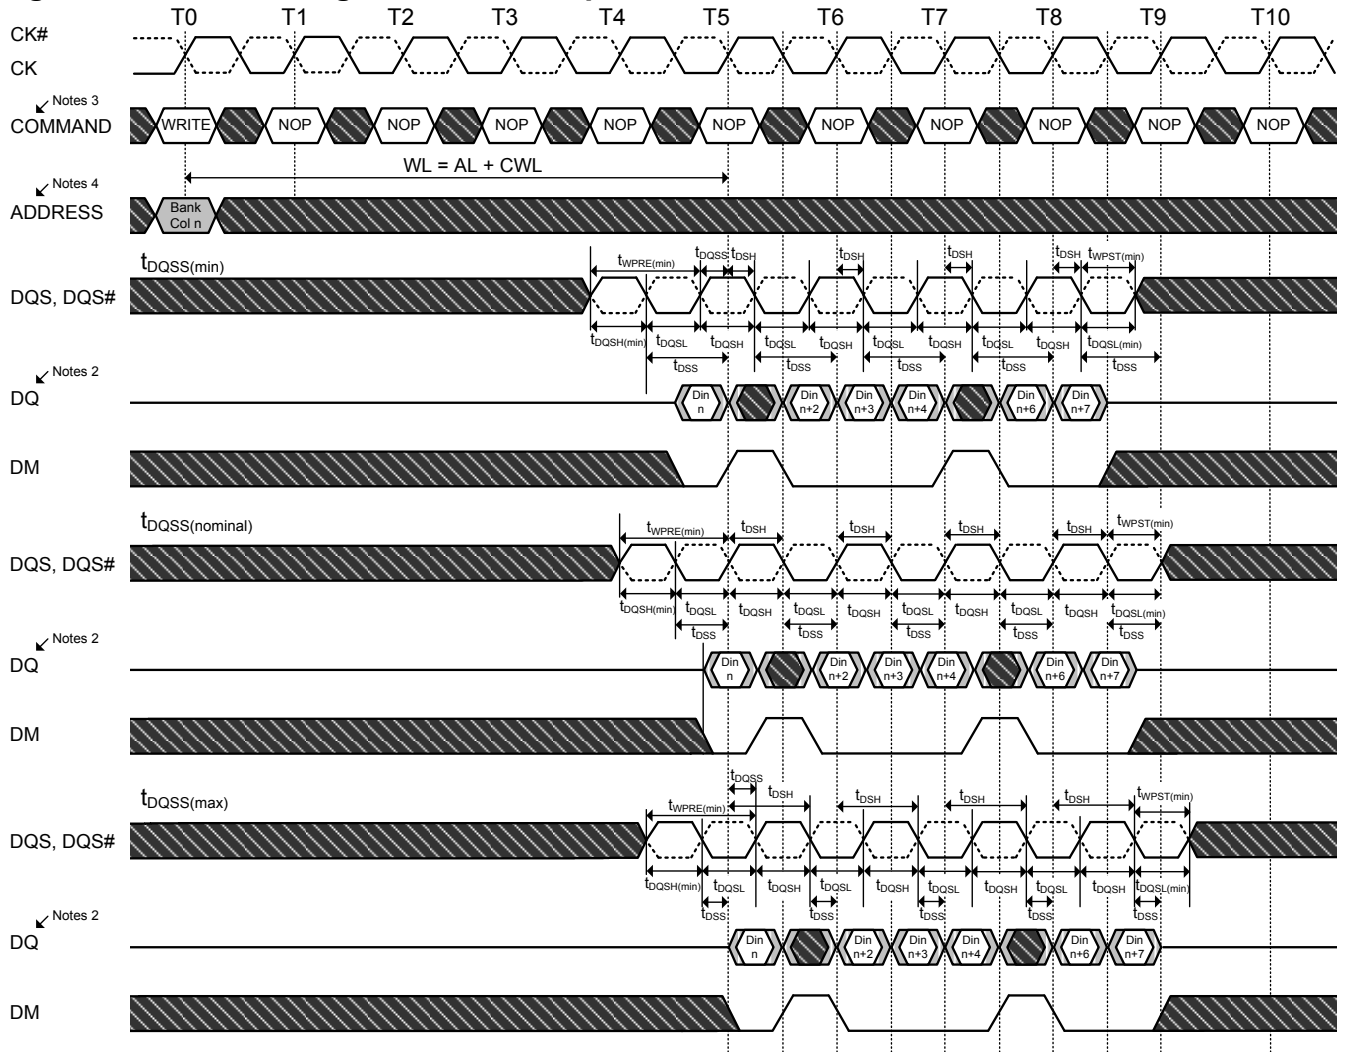 T0 T1 T2 T3 T4 T5 T6 T7 T8 T9 T10
CK#
CK
Notes 3
COMMAND WRITE NOP NOP NOP NOP NOP NOP NOP NOP NOP NOP
WL = AL + CWL
Notes 4
ADDRESS Bank Col n
tDQSS(min) tWPRE(min) tDQSS tDSH tDSH tDSH tDSH tWPST(min)
DQS, DQS#
tDQSH(min) tDQSL tDQSH tDQSL tDQSH tDQSL tDQSH tDQSL tDQSH tDQSL(min)
tDSS tDSS tDSS tDSS tDSS
Notes 2
DQ Din n Din n+2 Din n+3 Din n+4 Din n+6 Din n+7
DM
tDQSS(nominal) tWPRE(min) tDSH tDSH tDSH tDSH tWPST(min)
DQS, DQS#
tDQSH(min) tDQSL tDQSH tDQSL tDQSH tDQSL tDQSH tDQSL tDQSH tDQSL(min)
tDSS tDSS tDSS tDSS tDSS
Notes 2
DQ Din n Din n+2 Din n+3 Din n+4 Din n+6 Din n+7
DM
tDQSS
tDQSS(max) tWPRE(min) tDSH tDSH tDSH tDSH tWPST(min)
DQS, DQS#
tDQSH(min) tDQSL tDQSH tDQSL tDQSH tDQSL tDQSH tDQSL tDQSH tDQSL(min)
tDSS tDSS tDSS tDSS tDSS
Notes 2
DQ Din n Din n+2 Din n+3 Din n+4 Din n+6 Din n+7
DM